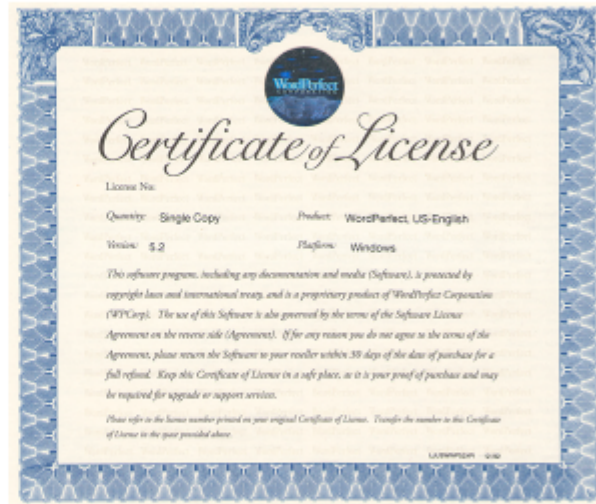 WordPerfect
CORPORATION
Certificate of License
License No:
Quantity: Single Copy Product: WordPerfect, US-English
Version: 5.2 Platform: Windows
This software program, including any documentation and media (Software), is protected by
copyright laws and international treaty, and is a proprietary product of WordPerfect Corporation
(WPCorp). The use of this Software is also governed by the terms of the Software License
Agreement on the reverse side (Agreement). If for any reason you do not agree to the terms of the
Agreement, please return the Software to your reseller within 30 days of the date of purchase for a
full refund. Keep this Certificate of License in a safe place, as it is your proof of purchase and may
be required for upgrade or support services.
Please refer to the license number printed on your original Certificate of License. Transfer the number to this Certificate
of License in the space provided above.